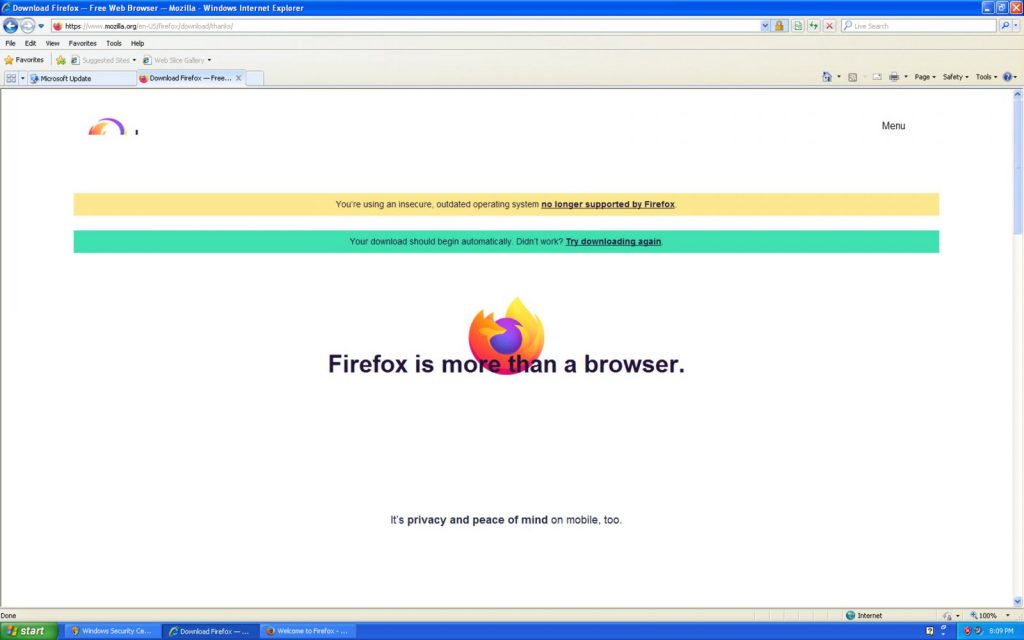 Download Firefox — Free Web Browser — Mozilla - Windows Internet Explorer
https://www.mozilla.org/en-US/firefox/download/thanks/
Live Search
File Edit View Favorites Tools Help
Favorites Suggested Sites Web Slice Gallery
Microsoft Update Download Firefox — Free... X Page Safety Tools
Menu
You're using an insecure, outdated operating system no longer supported by Firefox.
Your download should begin automatically. Didn't work? Try downloading again.
Firefox is more than a browser.
It's privacy and peace of mind on mobile, too.
Done Internet 100%
start Windows Security Ce... Download Firefox — ... Welcome to Firefox - ... 8:09 PM